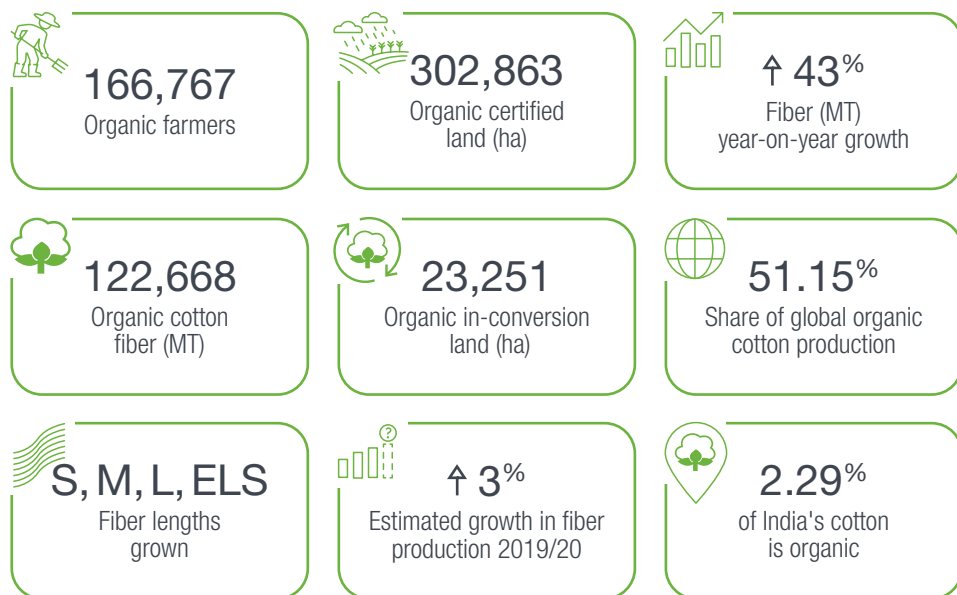 166,767
Organic farmers
302,863
Organic certified
land (ha)
43%
Fiber (MT)
year-on-year growth
122,668
Organic cotton
fiber (MT)
23,251
Organic in-conversion
land (ha)
51.15%
Share of global organic
cotton production
S, M, L, ELS
Fiber lengths
grown
?
3%
Estimated growth in fiber
production 2019/20
2.29%
of India's cotton
is organic